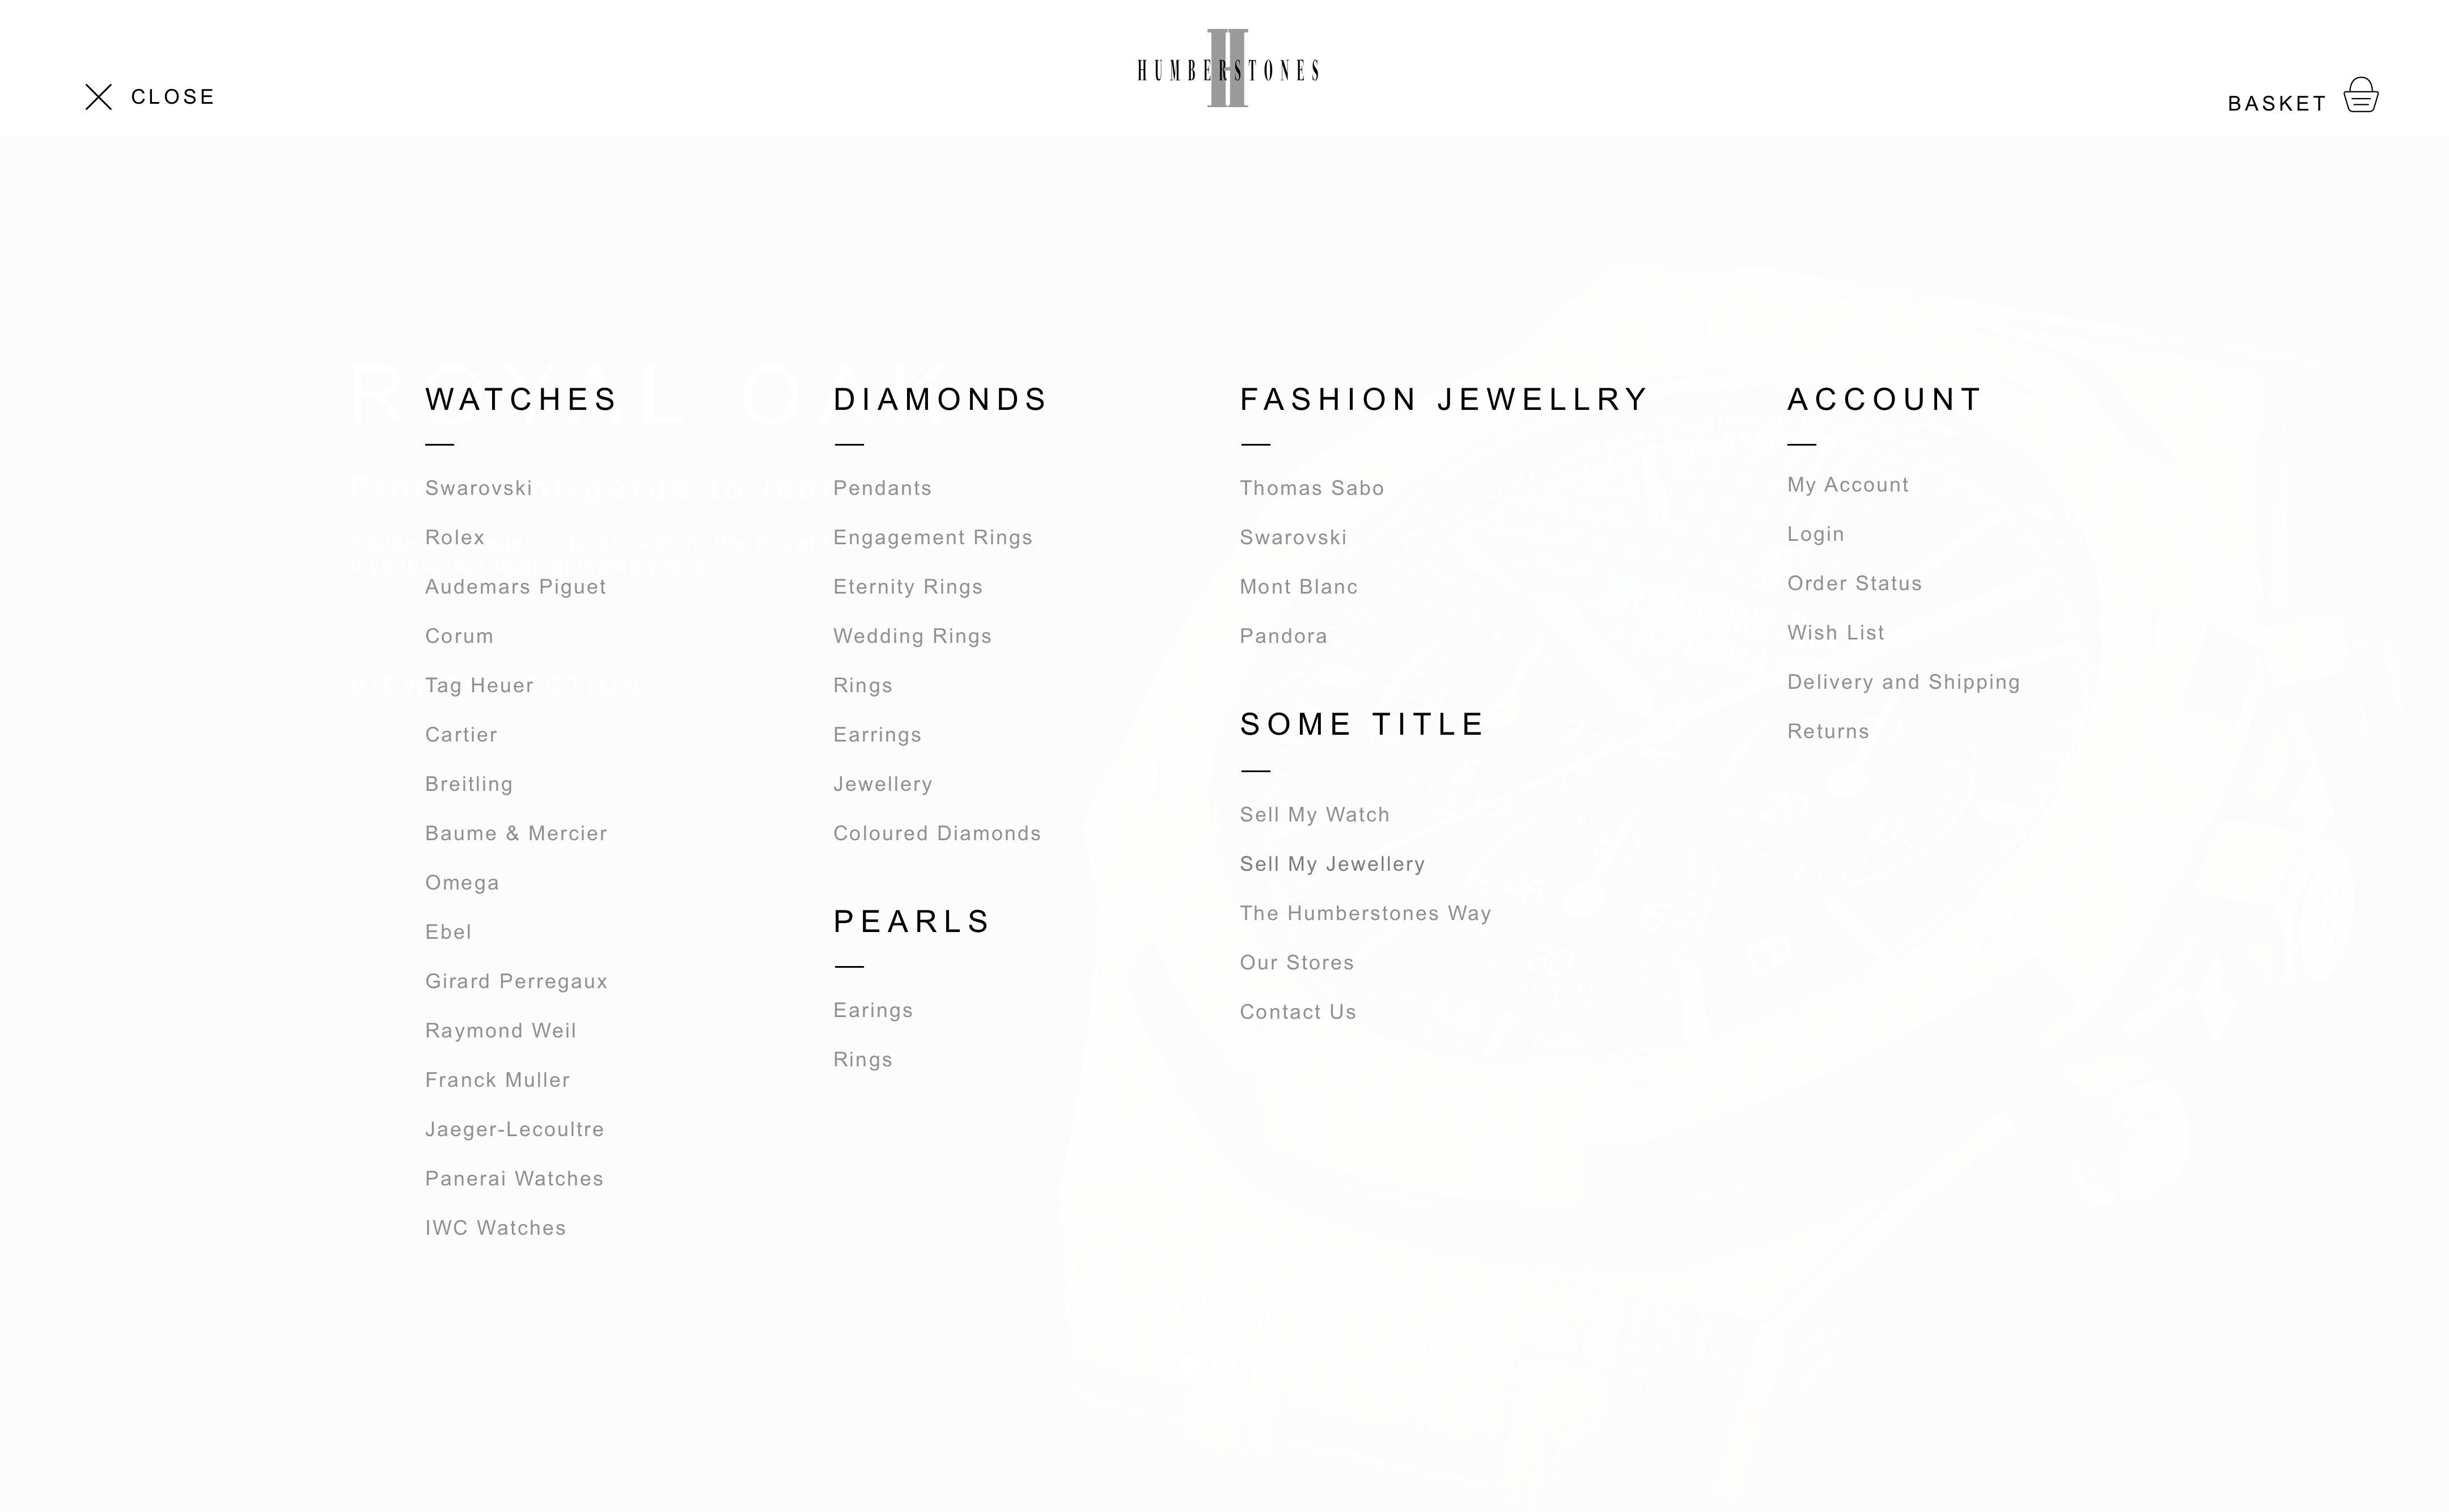 CLOSE
HUMBERSTONES
BASKET
ROYAL OAK
WATCHES
Swarovski
Rolex
Audemars Piguet
Corum
Tag Heuer
Cartier
Breitling
Baume & Mercier
Omega
Ebel
Girard Perregaux
Raymond Weil
Franck Muller
Jaeger-Lecoultre
Panerai Watches
IWC Watches
DIAMONDS
Pendants
Engagement Rings
Eternity Rings
Wedding Rings
Rings
Earrings
Jewellery
Coloured Diamonds
PEARLS
Earings
Rings
FASHION JEWELLRY
Thomas Sabo
Swarovski
Mont Blanc
Pandora
SOME TITLE
Sell My Watch
Sell My Jewellery
The Humberstones Way
Our Stores
Contact Us
ACCOUNT
My Account
Login
Order Status
Wish List
Delivery and Shipping
Returns